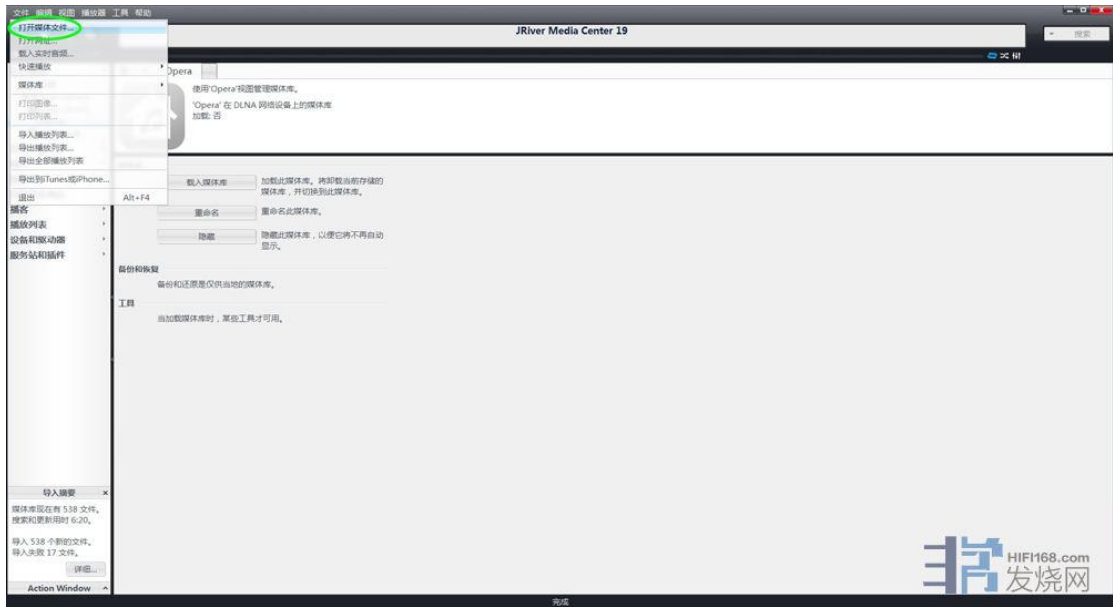 文件 编辑 视图 播放器 工具 帮助
JRiver Media Center 19
搜索
打开媒体文件...
打开网址...
载入实时音频...
快速播放
媒体库
打印图像...
打印列表...
导入播放列表...
导出播放列表...
导出全部播放列表
导出到iTunes或iPhone...
退出 Alt+F4
播客
播放列表
设备和驱动器
服务站和插件
Opera
使用'Opera'视图管理媒体库。
'Opera' 在 DLNA 网络设备上的媒体库
加载: 否
载入媒体库
加载此媒体库。将卸载当前存储的
媒体库，并切换到此媒体库。
重命名
重命名此媒体库。
隐藏
隐藏此媒体库，以便它将不再自动
显示。
备份和恢复
备份和还原是仅供当地的媒体库。
工具
当加载媒体库时，某些工具才可用。
导入摘要
媒体库现在有 538 文件。
搜索和更新用时 6:20。
导入 538 个新的文件。
导入失败 17 文件。
详细...
Action Window
完成
HIFI168.com
发烧网